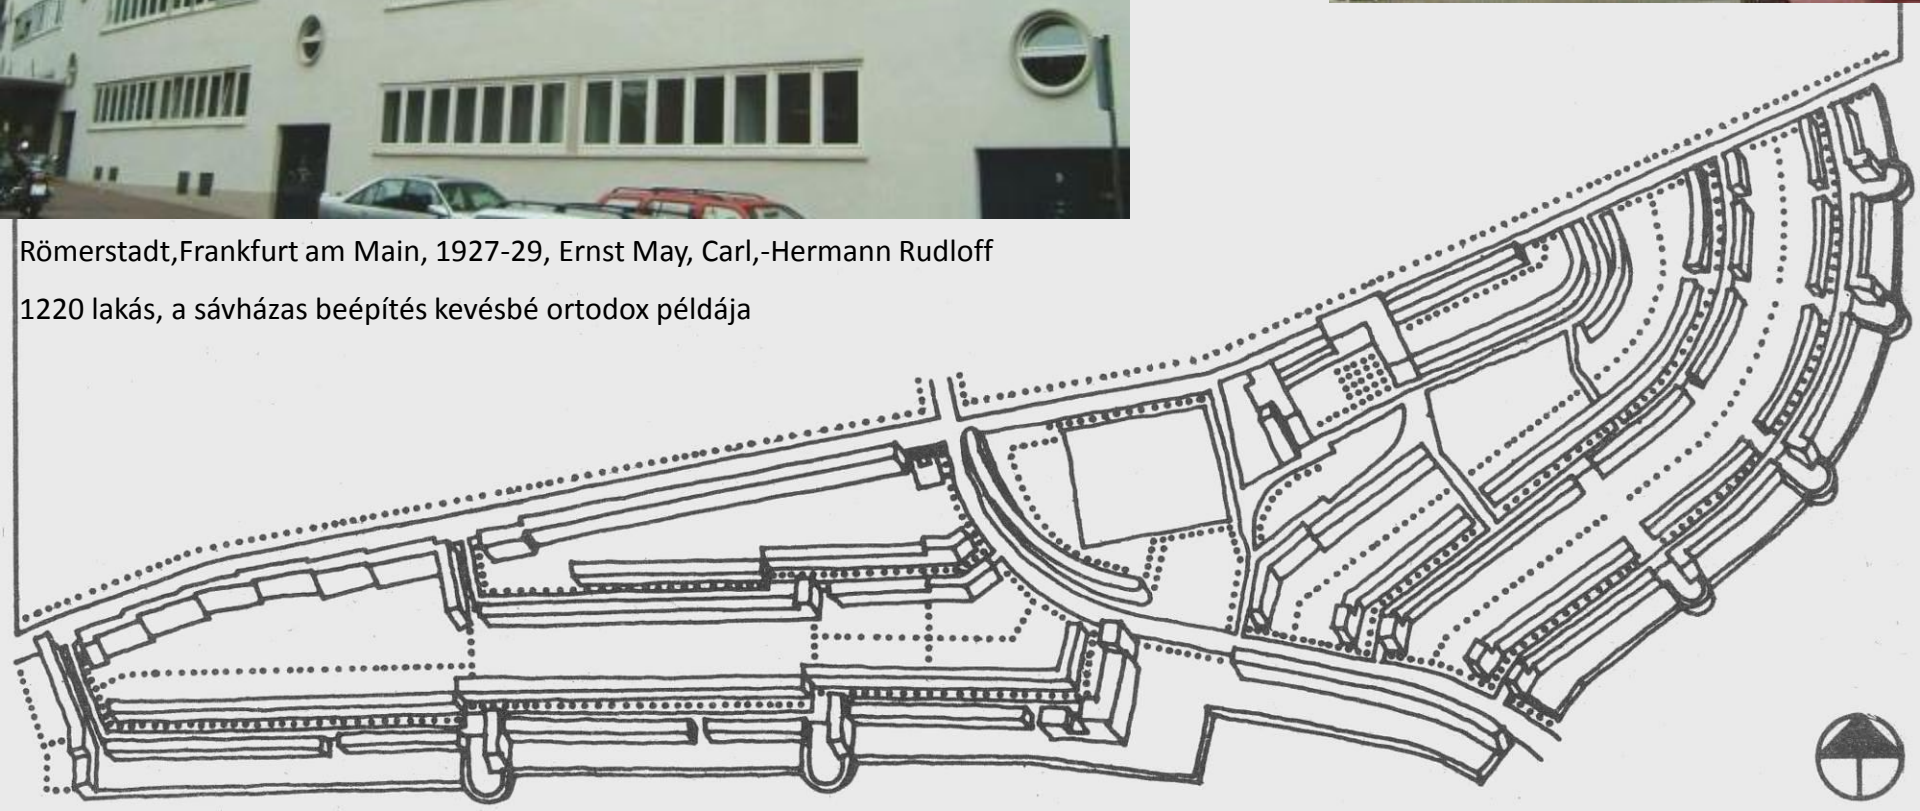 Römerstadt,Frankfurt am Main, 1927-29, Ernst May, Carl,-Hermann Rudloff
1220 lakás, a sávházas beépítés kevésbé ortodox példája